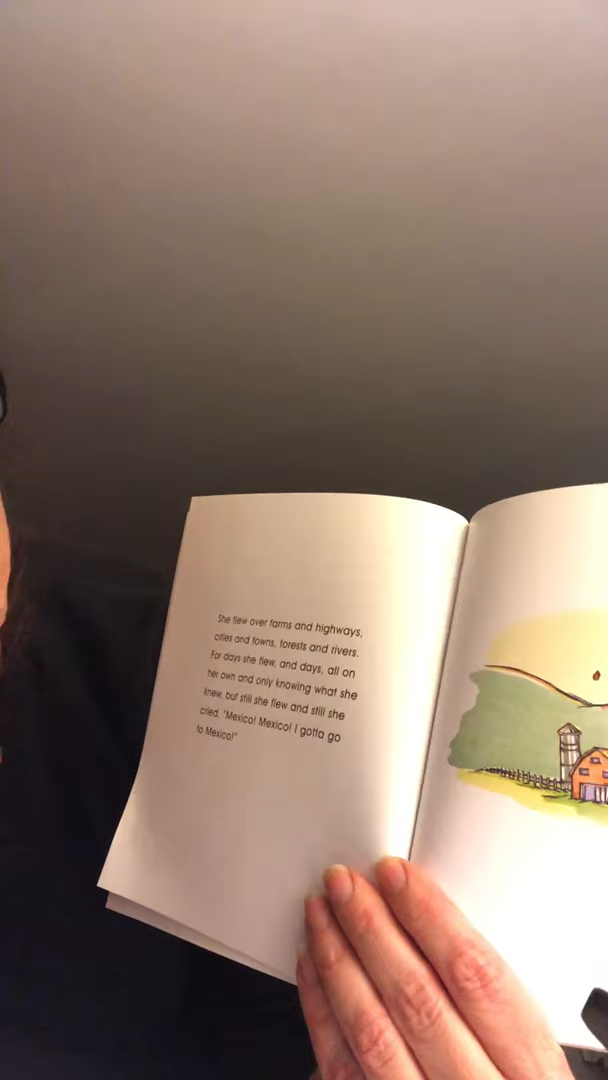 She flew over farms and highways,
cities and towns, forests and rivers.
For days she flew, and days, all on
her own and only knowing what she
knew, but still she flew and still she
cried, "Mexico! Mexico! I gotta go
to Mexico!"